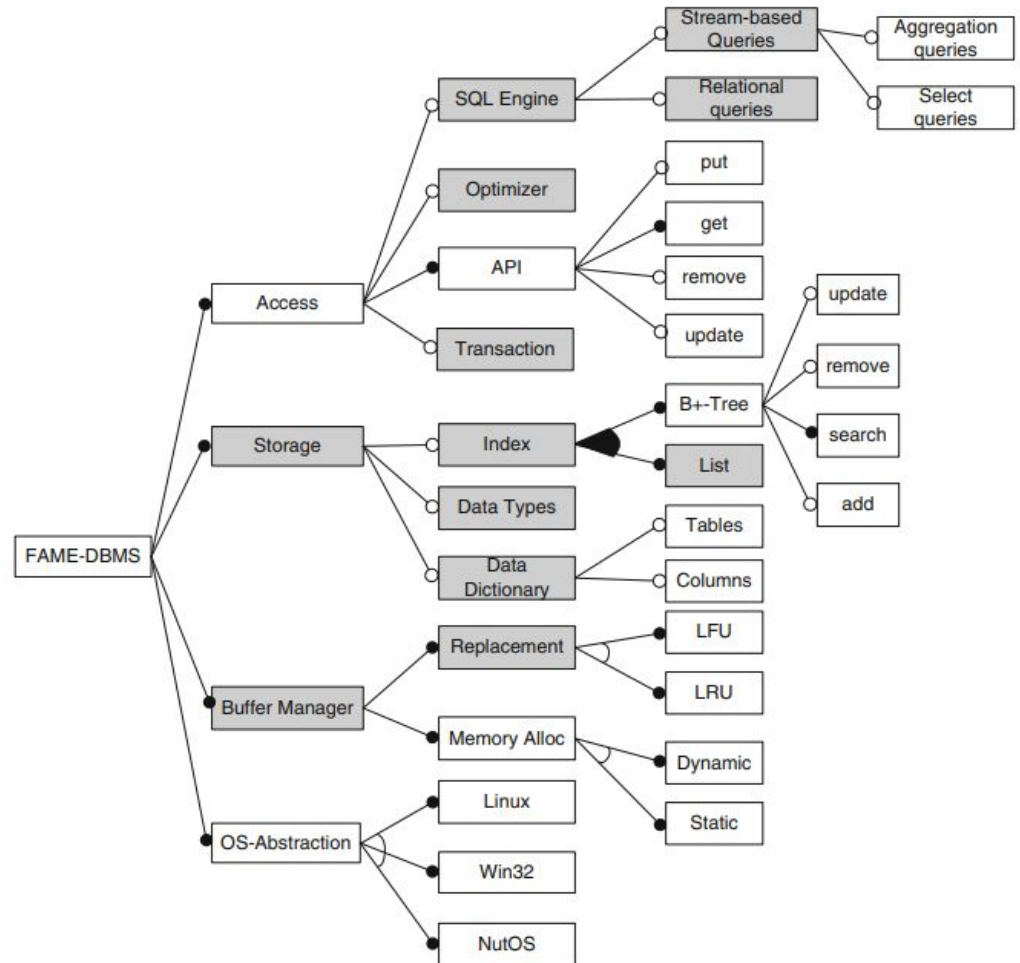 Stream-based
Queries
Aggregation
queries
SQL Engine
Relational
queries
Select
queries
put
Optimizer
get
API
remove
update
Access
update
Transaction
remove
B+-Tree
Storage
Index
search
List
Data Types
add
Tables
FAME-DBMS
Data
Dictionary
Columns
LFU
Replacement
LRU
Buffer Manager
Memory Alloc
Dynamic
Linux
Static
OS-Abstraction
Win32
NutOS